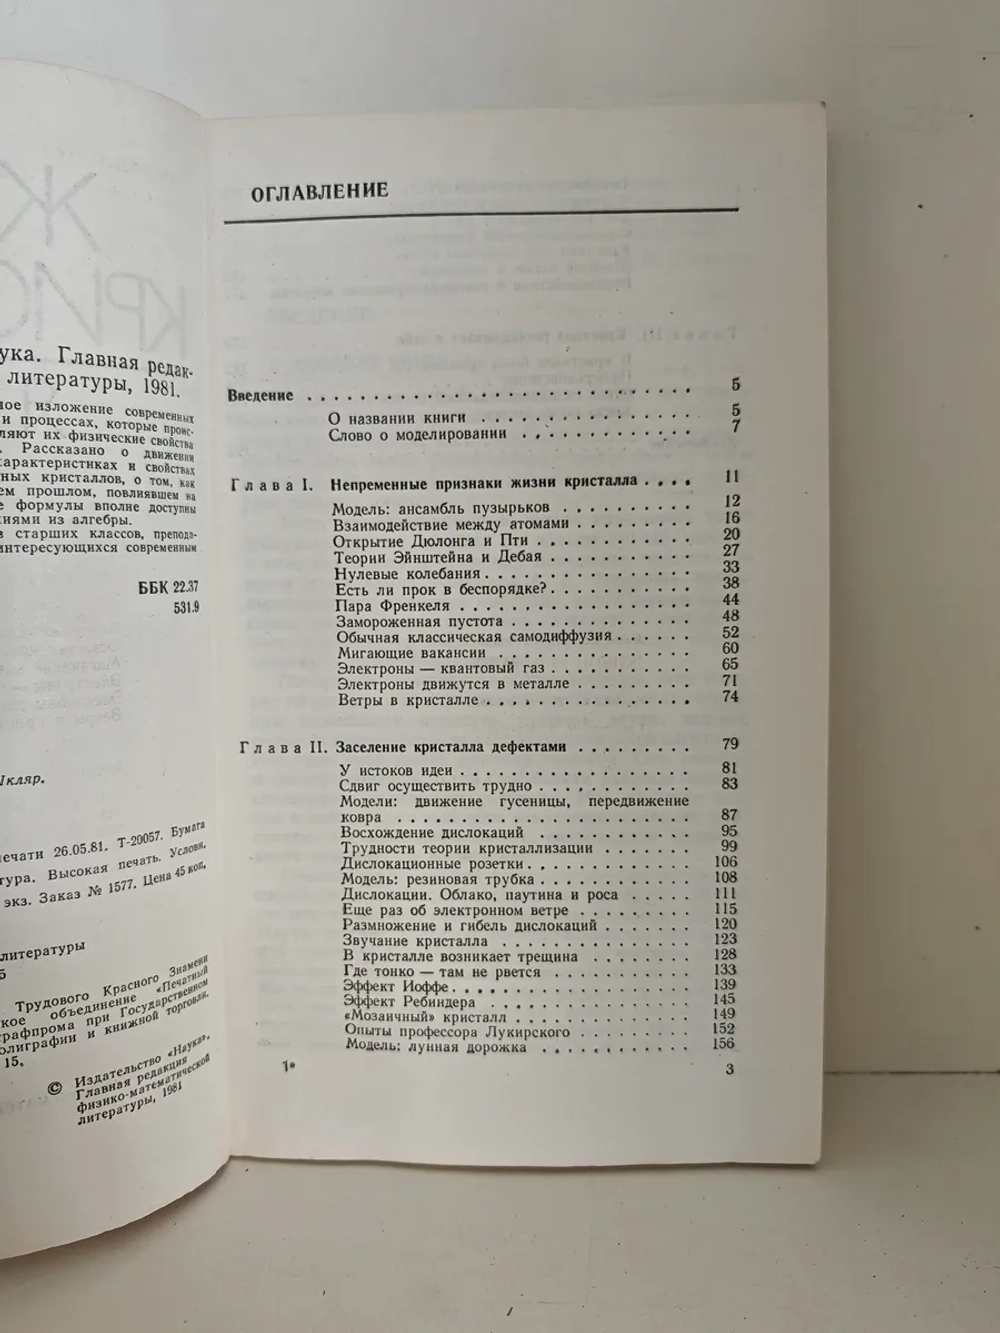 ука. Главная редак-
литературы, 1981.
ное изложение современных
и процессах, которые проис-
ляют их физические свойства
. Рассказано о движении
характеристиках и свойствах
ных кристаллов, о том, как
ем прошлом, повлиявшем на
е формулы вполне доступны
ниями из алгебры.
в старших классов, препода-
интересующихся современным
ББК 22.37
531.9
Шкляр.
ечати 26.05.81. Т-20057. Бумага
тура. Высокая печать. Услов.
экз. Заказ № 1577. Цена 45 коп.
литературы
5
Трудового Красного Знамени
ское объединение «Печатный
графпрома при Государственном
олиграфии и книжной торговли.
15,
© Издательство «Наука».
Главная редакция
физико-математической
литературы, 1981
ОГЛАВЛЕНИЕ
Введение . . . 5
О названии книги . . . 5
Слово о моделировании . . . 7
Глава I. Непременные признаки жизни кристалла . . . . 11
Модель: ансамбль пузырьков . . . 12
Взаимодействие между атомами . . . 16
Открытие Дюлонга и Пти . . . 20
Теории Эйнштейна и Дебая . . . 27
Нулевые колебания . . . 33
Есть ли прок в беспорядке? . . . 38
Пара Френкеля . . . 44
Замороженная пустота . . . 48
Обычная классическая самодиффузия . . . 52
Мигающие вакансии . . . 60
Электроны — квантовый газ . . . 65
Электроны движутся в металле . . . 71
Ветры в кристалле . . . 74
Глава II. Заселение кристалла дефектами . . . 79
У истоков идеи . . . 81
Сдвиг осуществить трудно . . . 83
Модели: движение гусеницы, передвижение
ковра . . . 87
Восхождение дислокаций . . . 95
Трудности теории кристаллизации . . . 99
Дислокационные розетки . . . 106
Модель: резиновая трубка . . . 108
Дислокации. Облако, паутина и роса . . . 111
Еще раз об электронном ветре . . . 115
Размножение и гибель дислокаций . . . 120
Звучание кристалла . . . 123
В кристалле возникает трещина . . . 128
Где тонко — там не рвется . . . 133
Эффект Иоффе . . . 139
Эффект Ребиндера . . . 145
«Мозаичный» кристалл . . . 149
Опыты профессора Лукирского . . . 152
Модель: лунная дорожка . . . 156
1*
3